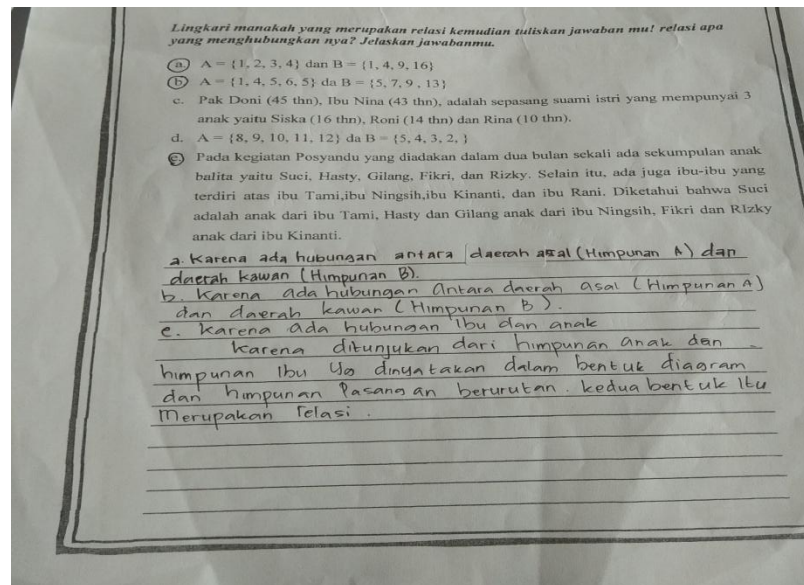 Lingkari manakah yang merupakan relasi kemudian tuliskan jawaban mu! relasi apa
yang menghubungkan nya? Jelaskan jawabanmu.
a. A = {1, 2, 3, 4} dan B = {1, 4, 9, 16}
b. A = {1, 4, 5, 6, 5} da B = {5, 7, 9 , 13}
c. Pak Doni (45 thn), Ibu Nina (43 thn), adalah sepasang suami istri yang mempunyai 3
anak yaitu Siska (16 thn), Roni (14 thn) dan Rina (10 thn).
d. A = {8, 9, 10, 11, 12} da B = {5, 4, 3, 2, }
e. Pada kegiatan Posyandu yang diadakan dalam dua bulan sekali ada sekumpulan anak
balita yaitu Suci, Hasty, Gilang, Fikri, dan Rizky. Selain itu, ada juga ibu-ibu yang
terdiri atas ibu Tami,ibu Ningsih,ibu Kinanti, dan ibu Rani. Diketahui bahwa Suci
adalah anak dari ibu Tami, Hasty dan Gilang anak dari ibu Ningsih, Fikri dan RIzky
anak dari ibu Kinanti.
a. Karena ada hubungan antara daerah asal (Himpunan A) dan
daerah kawan (Himpunan B).
b. Karena ada hubungan antara daerah asal (Himpunan A)
dan daerah kawan (Himpunan B).
e. Karena ada hubungan ibu dan anak
Karena ditunjukan dari himpunan anak dan
himpunan ibu yg dinyatakan dalam bentuk diagram
dan himpunan Pasangan berurutan. kedua bentuk itu
Merupakan relasi.